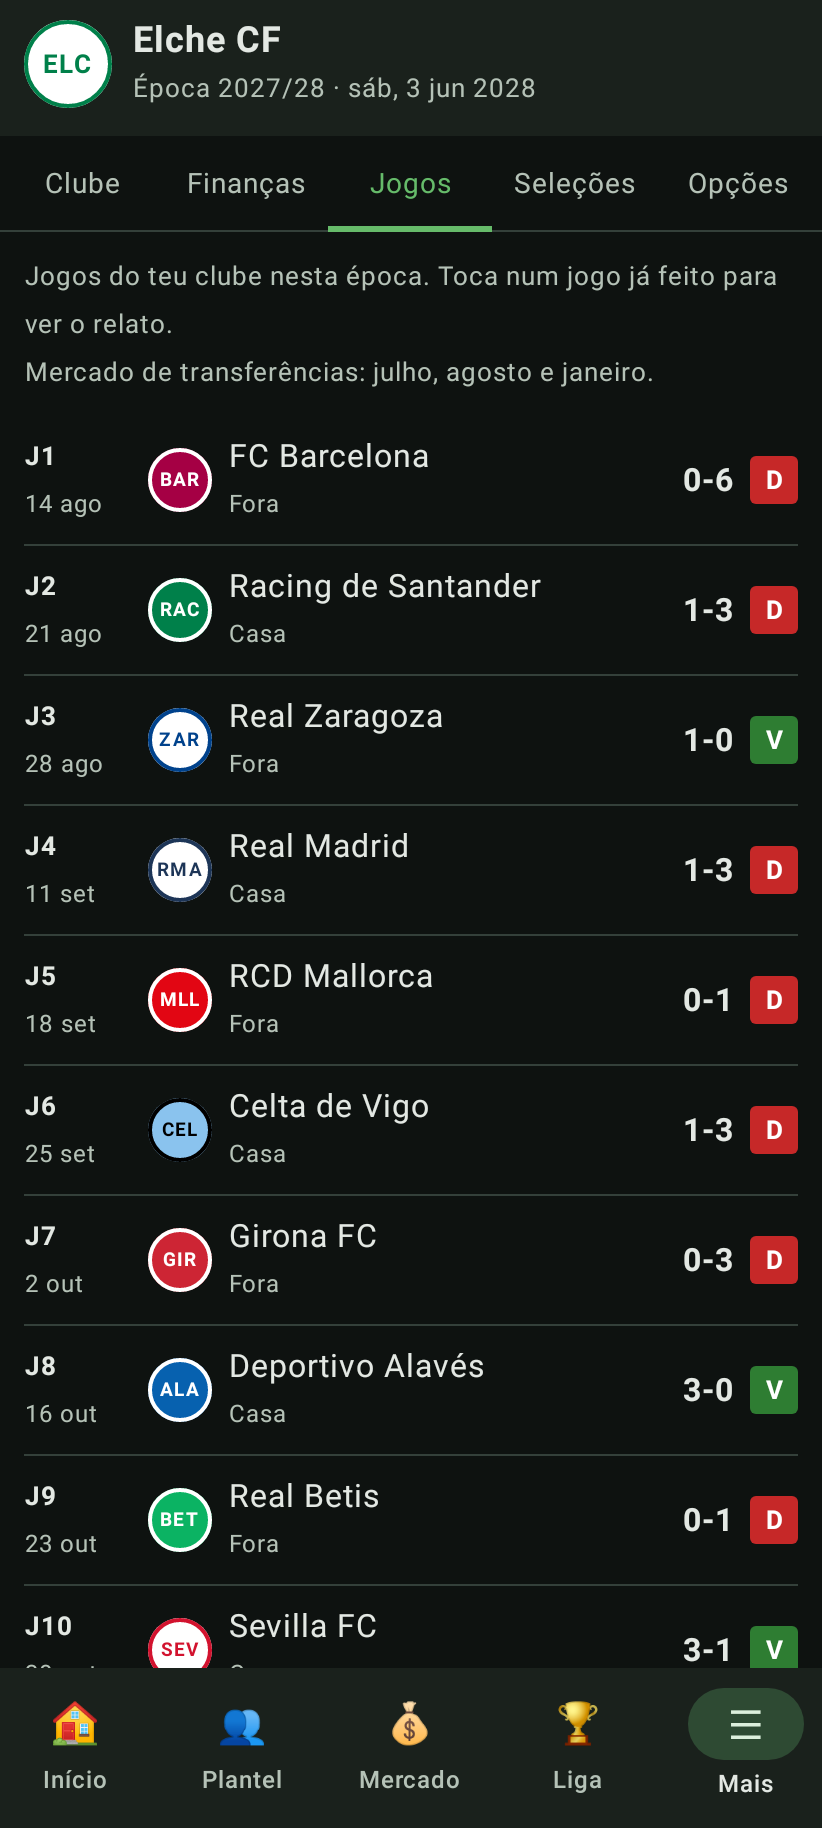 ELC
Elche CF
Época 2027/28 · sáb, 3 jun 2028
Clube Finanças Jogos Seleções Opções
Jogos do teu clube nesta época. Toca num jogo já feito para
ver o relato.
Mercado de transferências: julho, agosto e janeiro.
J1
14 ago
BAR
FC Barcelona
Fora
0-6 D
J2
21 ago
RAC
Racing de Santander
Casa
1-3 D
J3
28 ago
ZAR
Real Zaragoza
Fora
1-0 V
J4
11 set
RMA
Real Madrid
Casa
1-3 D
J5
18 set
MLL
RCD Mallorca
Fora
0-1 D
J6
25 set
CEL
Celta de Vigo
Casa
1-3 D
J7
2 out
GIR
Girona FC
Fora
0-3 D
J8
16 out
ALA
Deportivo Alavés
Casa
3-0 V
J9
23 out
BET
Real Betis
Fora
0-1 D
J10
SEV
Sevilla FC
3-1 V
Início Plantel Mercado Liga Mais